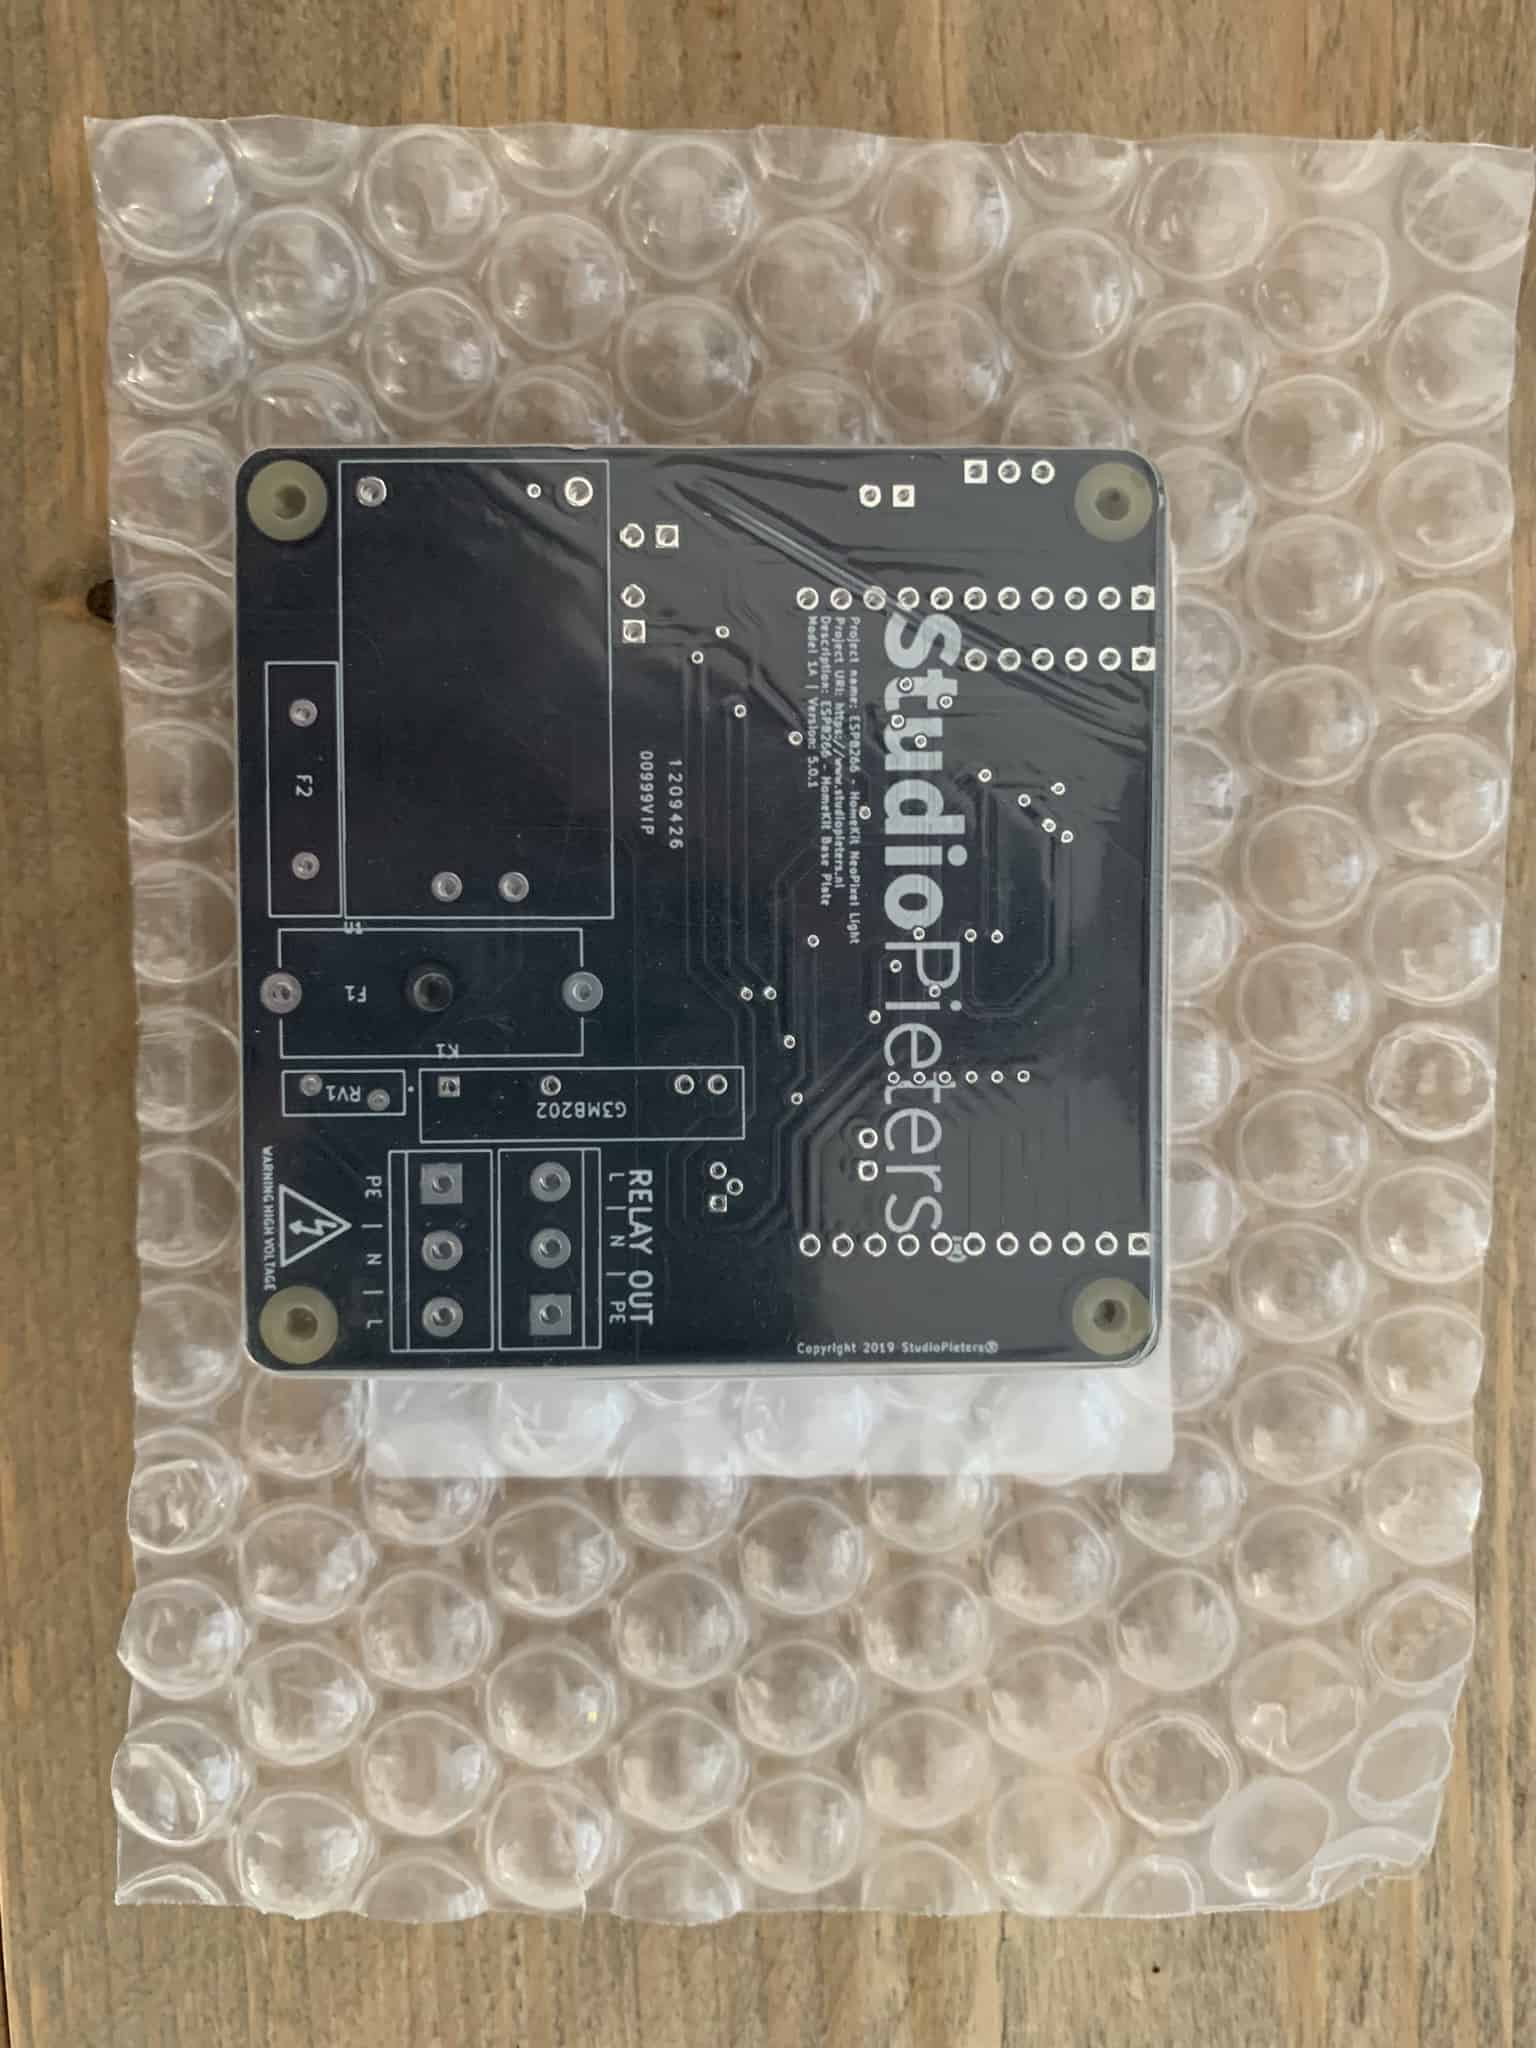 StudioPieters®
Project name: ESP8266 - HomeKit NeoPixel Light
Project URL: https://www.studiopieters.nl
Description: ESP8266 - HomeKit Base Plate
Model 1A | Version: 5.0.1
1209426
00999VIP
F2
U1
F1
K1
RV1
G3MB202
RELAY OUT
L | N | PE
PE | N | L
WARNING HIGH VOLTAGE
Copyright 2019 StudioPieters®